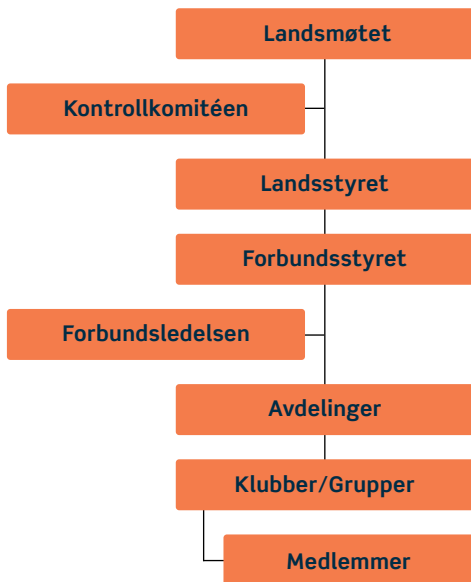 Landsmøtet
Kontrollkomitéen
Landsstyret
Forbundsstyret
Forbundsledelsen
Avdelinger
Klubber/Grupper
Medlemmer